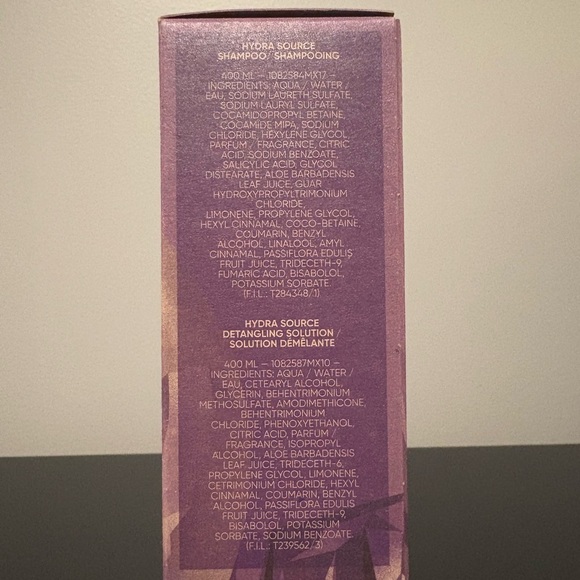 HYDRA SOURCE
SHAMPOO / SHAMPOOING
400 ML – 1082584MX17 –
INGREDIENTS: AQUA / WATER /
EAU, SODIUM LAURETH SULFATE,
SODIUM LAURYL SULFATE,
COCAMIDOPROPYL BETAINE,
COCAMIDE MIPA, SODIUM
CHLORIDE, HEXYLENE GLYCOL,
PARFUM / FRAGRANCE, CITRIC
ACID, SODIUM BENZOATE,
SALICYLIC ACID, GLYCOL
DISTEARATE, ALOE BARBADENSIS
LEAF JUICE, GUAR
HYDROXYPROPYLTRIMONIUM
CHLORIDE,
LIMONENE, PROPYLENE GLYCOL,
HEXYL CINNAMAL, COCO-BETAINE,
COUMARIN, BENZYL
ALCOHOL, LINALOOL, AMYL
CINNAMAL, PASSIFLORA EDULIS
FRUIT JUICE, TRIDECETH-9,
FUMARIC ACID, BISABOLOL,
POTASSIUM SORBATE
(F.I.L.: T284348/1)
HYDRA SOURCE
DETANGLING SOLUTION /
SOLUTION DÉMÊLANTE
400 ML – 1082587MX10 –
INGREDIENTS: AQUA / WATER /
EAU, CETEARYL ALCOHOL,
GLYCERIN, BEHENTRIMONIUM
METHOSULFATE, AMODIMETHICONE,
BEHENTRIMONIUM
CHLORIDE, PHENOXYETHANOL,
CITRIC ACID, PARFUM /
FRAGRANCE, ISOPROPYL
ALCOHOL, ALOE BARBADENSIS
LEAF JUICE, TRIDECETH-6,
PROPYLENE GLYCOL, LIMONENE,
CETRIMONIUM CHLORIDE, HEXYL
CINNAMAL, COUMARIN, BENZYL
ALCOHOL, PASSIFLORA EDULIS
FRUIT JUICE, TRIDECETH-9,
BISABOLOL, POTASSIUM
SORBATE, SODIUM BENZOATE.
(F.I.L.: T239562/3)